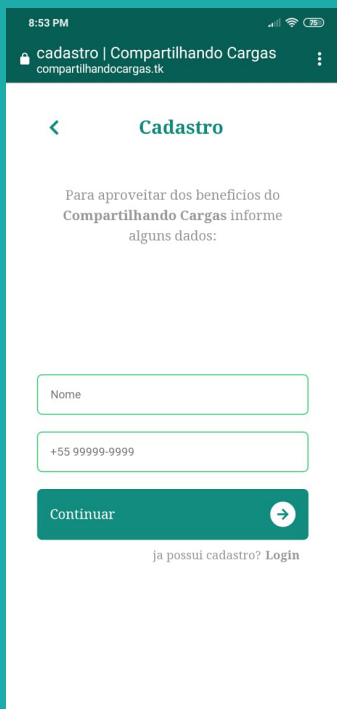 8:53 PM
75
cadastro | Compartilhando Cargas
compartilhandocargas.tk
Cadastro
Para aproveitar dos beneficios do
Compartilhando Cargas informe
alguns dados:
Nome
+55 99999-9999
Continuar
ja possui cadastro? Login